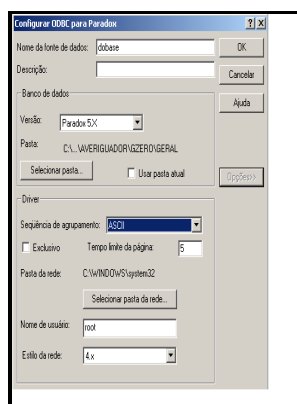 Configurar ODBC para Paradox
Nome da fonte de dados: dobase
OK
Descrição:
Cancelar
Banco de dados
Ajuda
Versão: Paradox 5.X
Pasta: C:\...\AVERIGUADOR\GZERO\GERAL
Selecionar pasta...
Usar pasta atual
Opções>>
Driver
Seqüência de agrupamento: ASCII
Exclusivo
Tempo limite da página: 5
Pasta da rede: C:\WINDOWS\system32
Selecionar pasta da rede...
Nome de usuário: root
Estilo da rede: 4.x